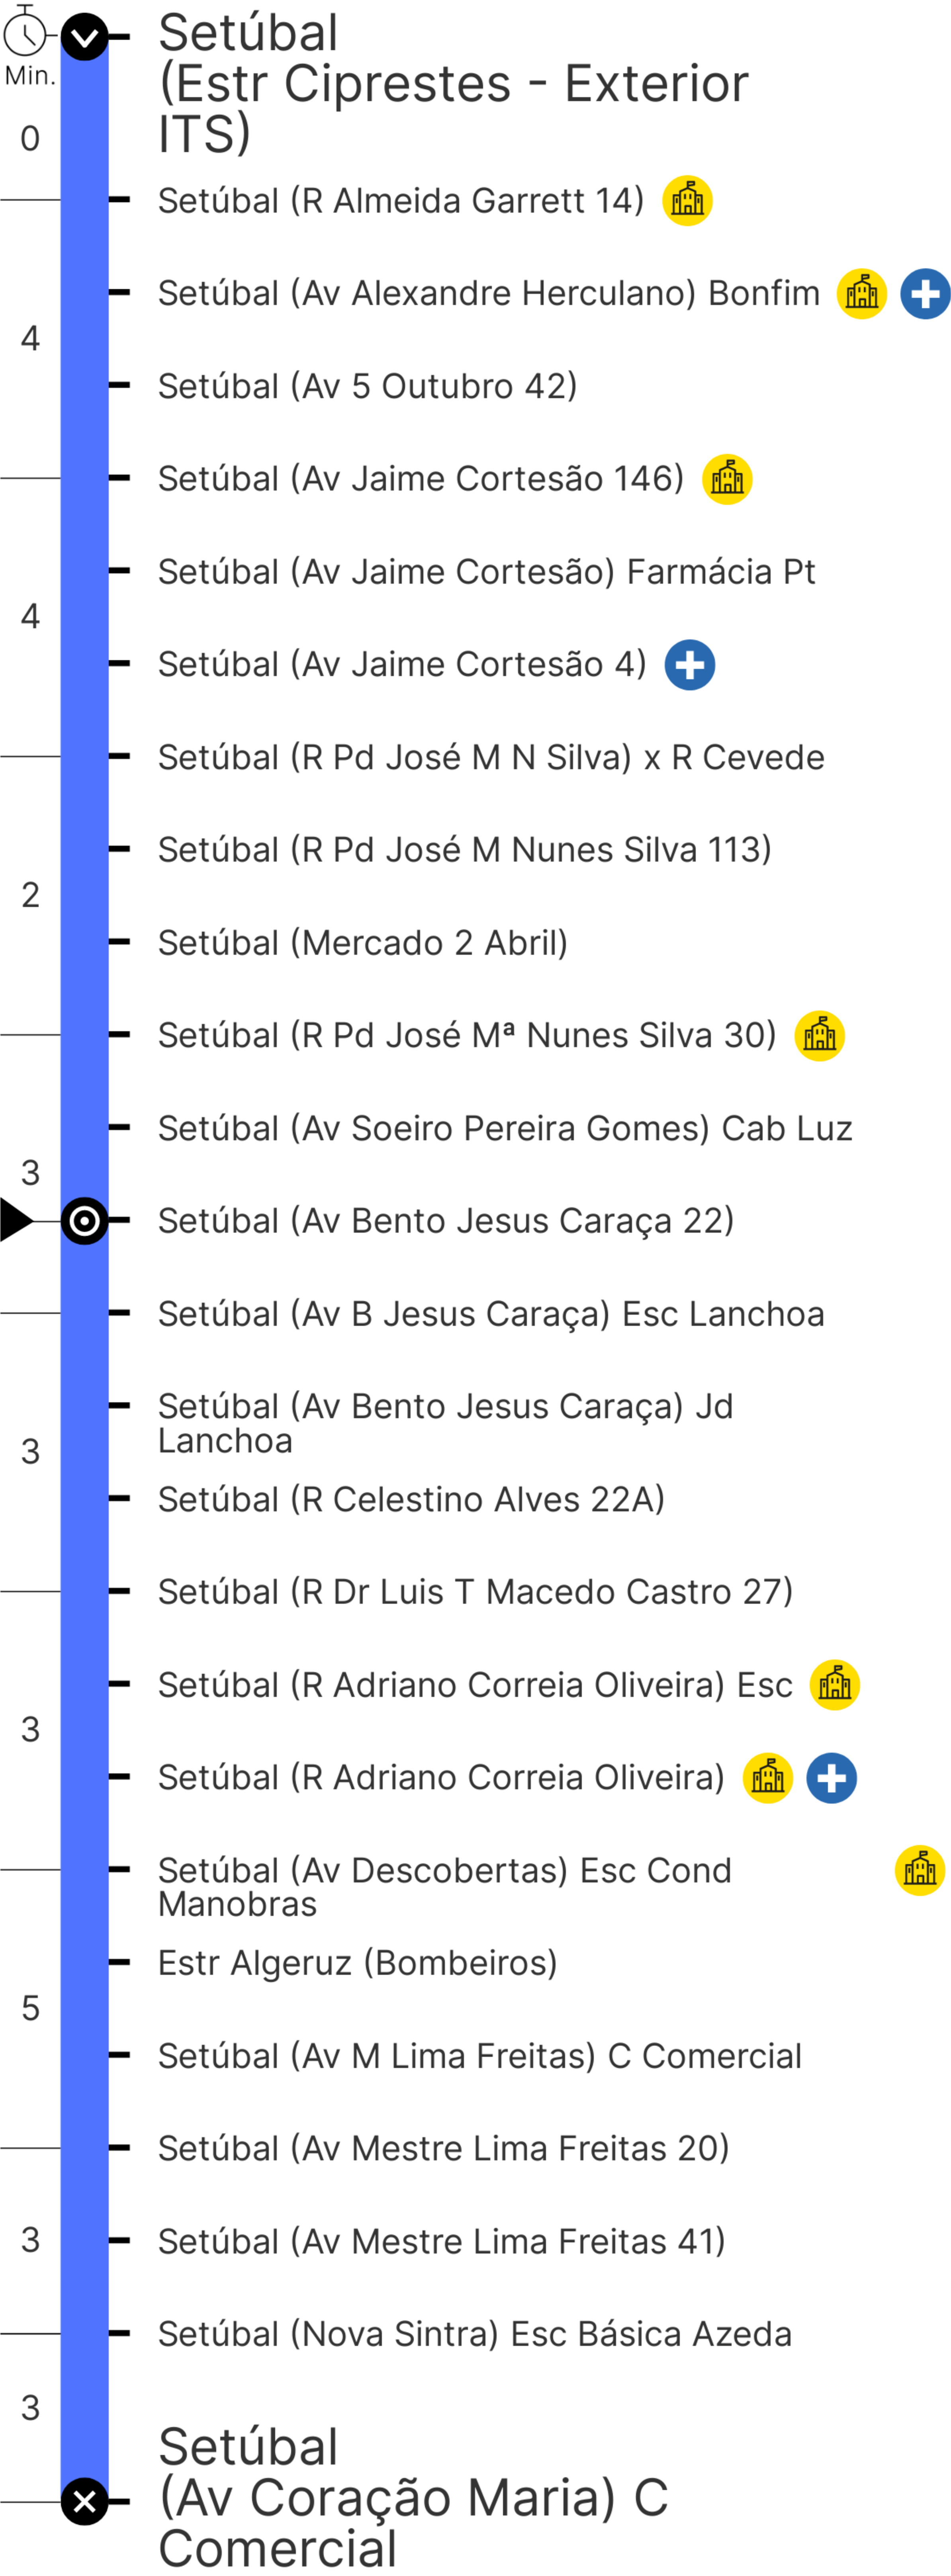 Setúbal
(Estr Ciprestes - Exterior
ITS)
Min.
0
Setúbal (R Almeida Garrett 14)
Setúbal (Av Alexandre Herculano) Bonfim
4
Setúbal (Av 5 Outubro 42)
Setúbal (Av Jaime Cortesão 146)
Setúbal (Av Jaime Cortesão) Farmácia Pt
4
Setúbal (Av Jaime Cortesão 4)
Setúbal (R Pd José M N Silva) x R Cevede
Setúbal (R Pd José M Nunes Silva 113)
2
Setúbal (Mercado 2 Abril)
Setúbal (R Pd José Mª Nunes Silva 30)
Setúbal (Av Soeiro Pereira Gomes) Cab Luz
3
Setúbal (Av Bento Jesus Caraça 22)
Setúbal (Av B Jesus Caraça) Esc Lanchoa
Setúbal (Av Bento Jesus Caraça) Jd
Lanchoa
3
Setúbal (R Celestino Alves 22A)
Setúbal (R Dr Luis T Macedo Castro 27)
Setúbal (R Adriano Correia Oliveira) Esc
3
Setúbal (R Adriano Correia Oliveira)
Setúbal (Av Descobertas) Esc Cond
Manobras
Estr Algeruz (Bombeiros)
5
Setúbal (Av M Lima Freitas) C Comercial
Setúbal (Av Mestre Lima Freitas 20)
3
Setúbal (Av Mestre Lima Freitas 41)
Setúbal (Nova Sintra) Esc Básica Azeda
3
Setúbal
(Av Coração Maria) C
Comercial